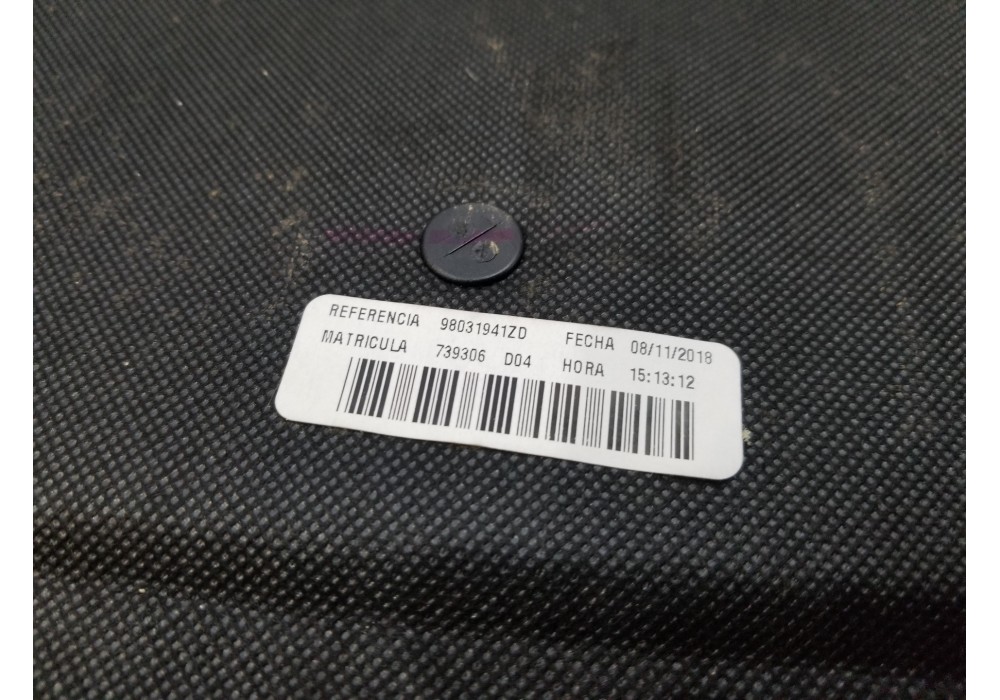 REFERENCIA 98031941ZD FECHA 08/11/2018
MATRICULA 739306 D04 HORA 15:13:12